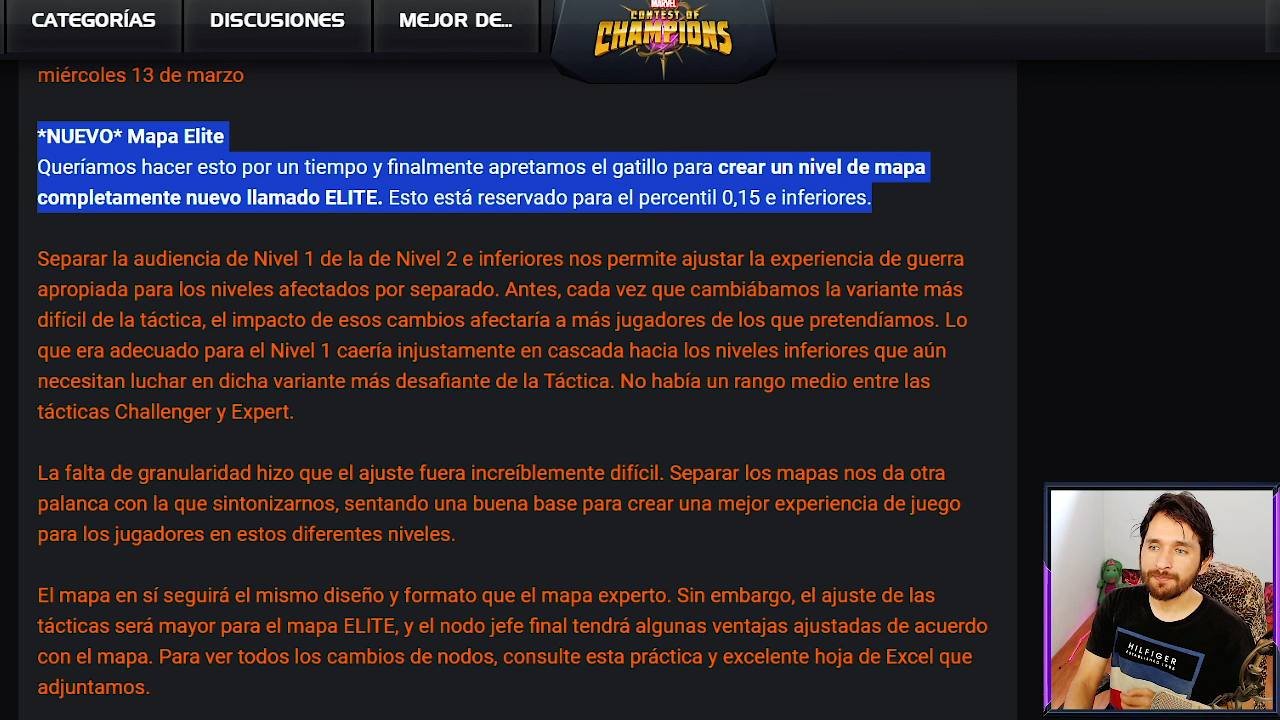 CATEGORÍAS
DISCUSIONES
MEJOR DE...
MARVEL
CONTEST OF
CHAMPIONS
miércoles 13 de marzo
*NUEVO* Mapa Elite
Queríamos hacer esto por un tiempo y finalmente apretamos el gatillo para crear un nivel de mapa
completamente nuevo llamado ELITE. Esto está reservado para el percentil 0,15 e inferiores.
Separar la audiencia de Nivel 1 de la de Nivel 2 e inferiores nos permite ajustar la experiencia de guerra
apropiada para los niveles afectados por separado. Antes, cada vez que cambiábamos la variante más
difícil de la táctica, el impacto de esos cambios afectaría a más jugadores de los que pretendíamos. Lo
que era adecuado para el Nivel 1 caería injustamente en cascada hacia los niveles inferiores que aún
necesitan luchar en dicha variante más desafiante de la Táctica. No había un rango medio entre las
tácticas Challenger y Expert.
La falta de granularidad hizo que el ajuste fuera increíblemente difícil. Separar los mapas nos da otra
palanca con la que sintonizarnos, sentando una buena base para crear una mejor experiencia de juego
para los jugadores en estos diferentes niveles.
El mapa en sí seguirá el mismo diseño y formato que el mapa experto. Sin embargo, el ajuste de las
tácticas será mayor para el mapa ELITE, y el nodo jefe final tendrá algunas ventajas ajustadas de acuerdo
con el mapa. Para ver todos los cambios de nodos, consulte esta práctica y excelente hoja de Excel que
adjuntamos.
HILFIGER